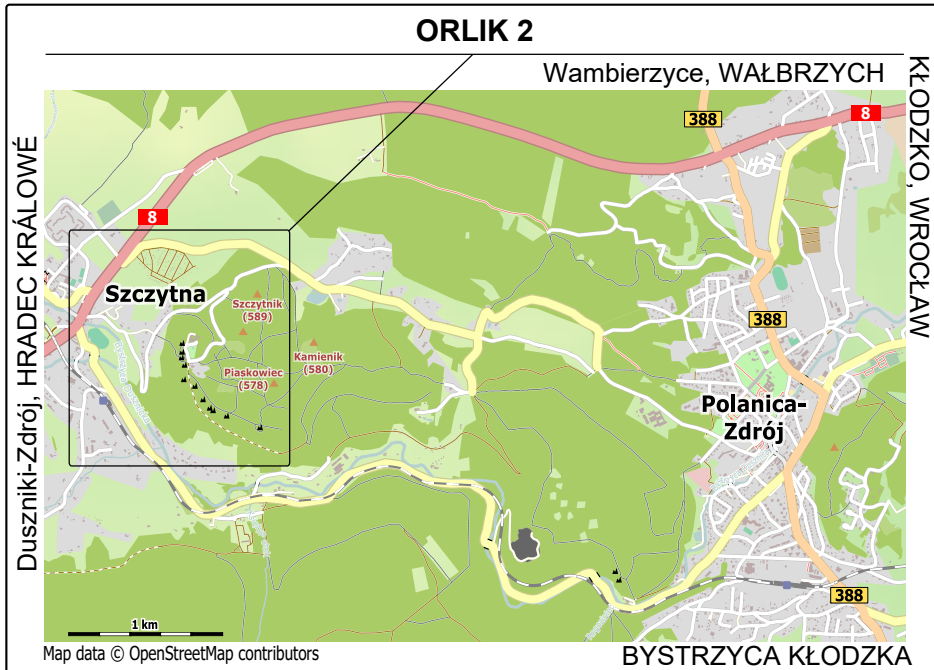 ORLIK 2
Wambierzyce, WAŁBRZYCH
KŁODZKO, WROCŁAW
Duszniki-Zdrój, HRADEC KRÁLOWÉ
388
8
8
Szczytna
Szczytnik
(589)
Kamienik
(580)
Piaskowiec
(578)
388
Polanica-
Zdrój
388
1 km
Map data © OpenStreetMap contributors
BYSTRZYCA KŁODZKA